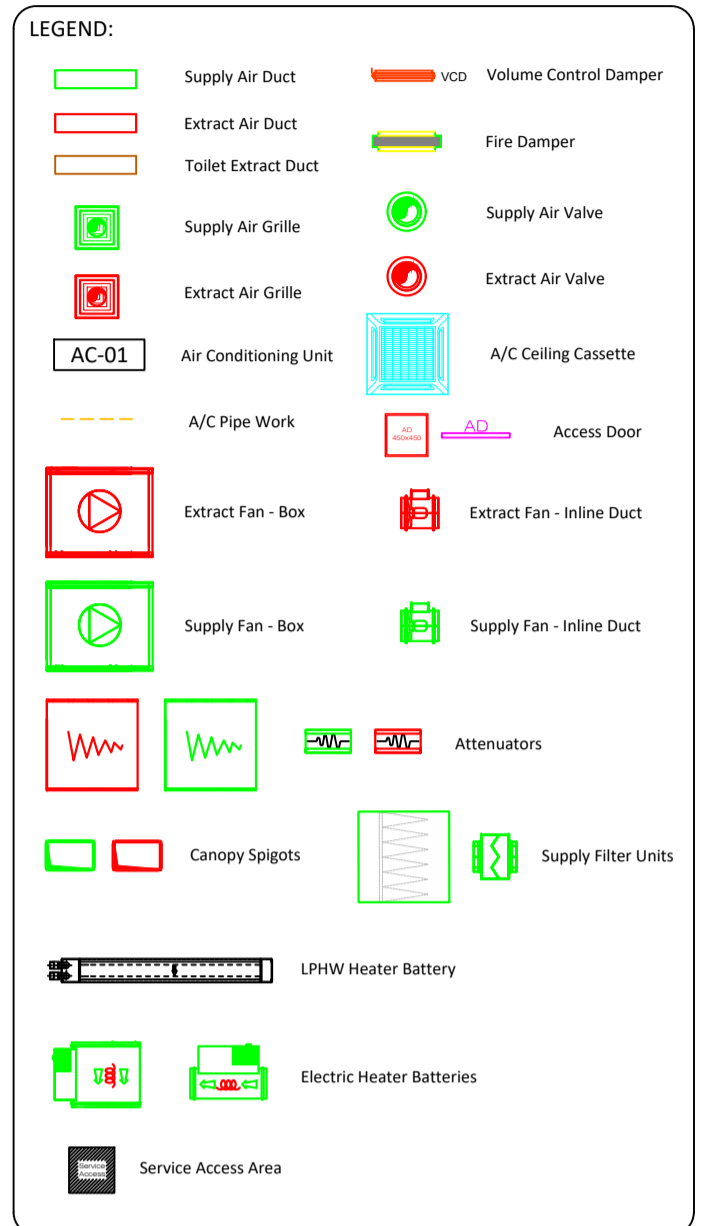 LEGEND:
Supply Air Duct
VCD Volume Control Damper
Extract Air Duct
Fire Damper
Toilet Extract Duct
Supply Air Grille
Supply Air Valve
Extract Air Grille
Extract Air Valve
AC-01 Air Conditioning Unit
A/C Ceiling Cassette
A/C Pipe Work
AD
450x450
AD
Access Door
Extract Fan - Box
Extract Fan - Inline Duct
Supply Fan - Box
Supply Fan - Inline Duct
Attenuators
Canopy Spigots
Supply Filter Units
LPHW Heater Battery
Electric Heater Batteries
Service
Access
Service Access Area